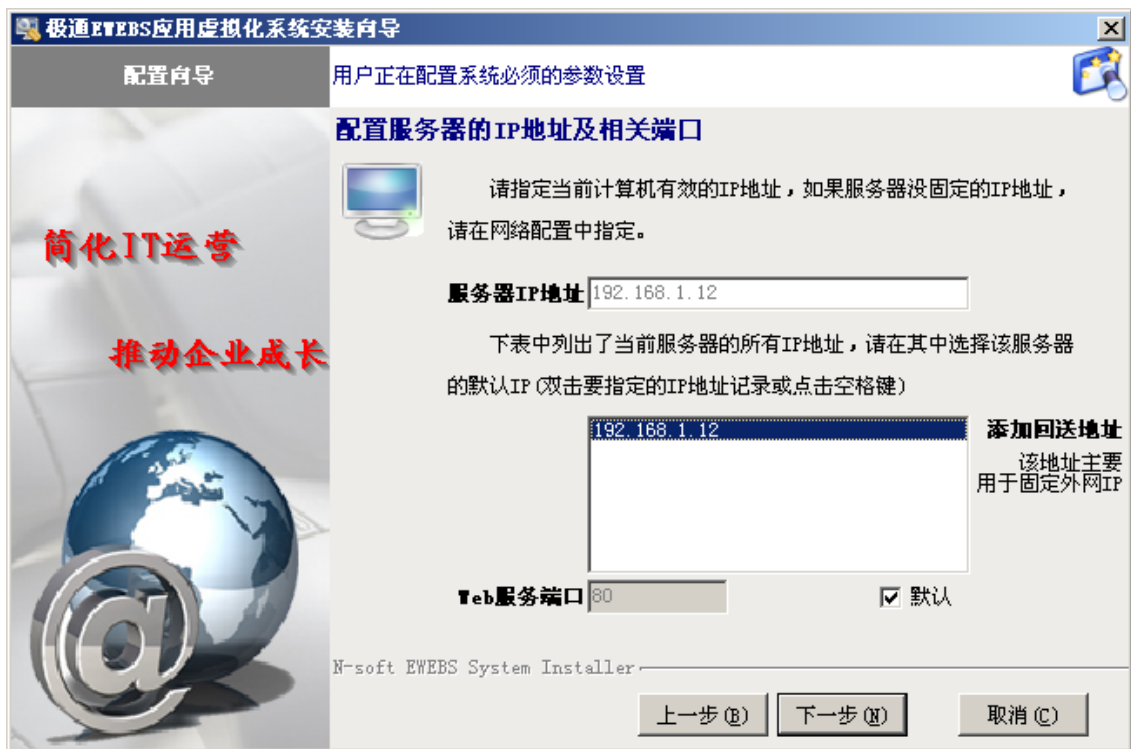 极通EWEBS应用虚拟化系统安装向导
配置向导
用户正在配置系统必须的参数设置
配置服务器的IP地址及相关端口
请指定当前计算机有效的IP地址，如果服务器没固定的IP地址，
请在网络配置中指定。
简化IT运营
推动企业成长
服务器IP地址 192.168.1.12
下表中列出了当前服务器的所有IP地址，请在其中选择该服务器
的默认IP(双击要指定的IP地址记录或点击空格键)
192.168.1.12
添加回送地址
该地址主要
用于固定外网IP
Web服务端口 80
默认
N-soft EWEBS System Installer
上一步(B)
下一步(N)
取消(C)